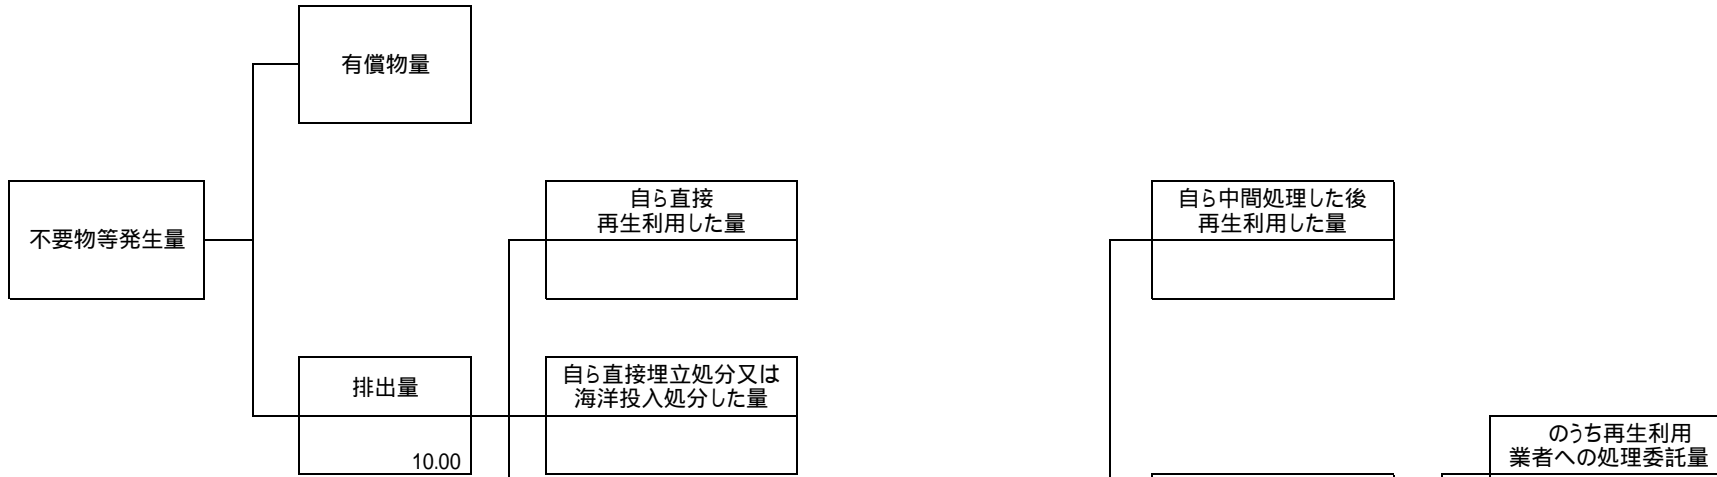 有償物量
不要物等発生量
自ら直接
再生利用した量
自ら中間処理した後
再生利用した量
排出量
10.00
自ら直接埋立処分又は
海洋投入処分した量
のうち再生利用
業者への処理委託量